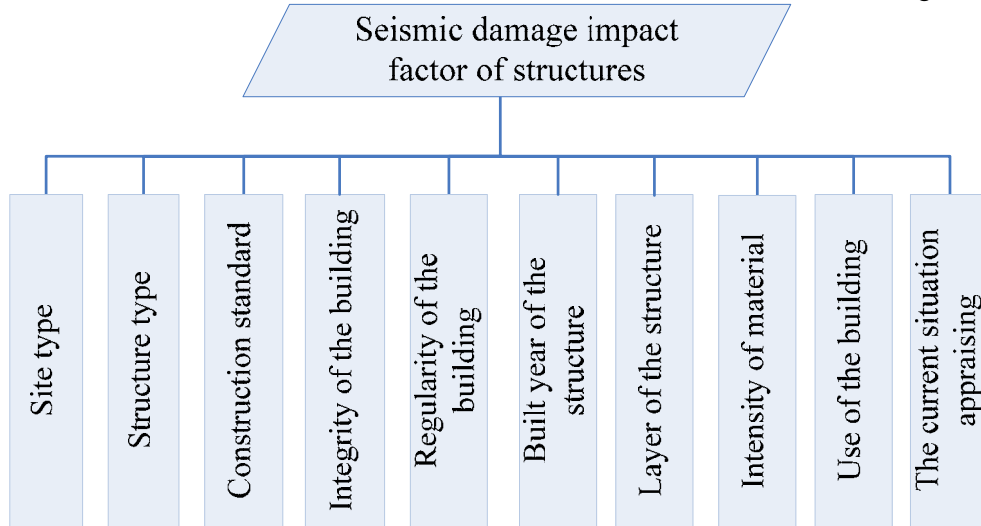 Seismic damage impact
factor of structures
Site type
Structure type
Construction standard
Integrity of the building
Regularity of the
building
Built year of the
structure
Layer of the structure
Intensity of material
Use of the building
The current situation
appraising